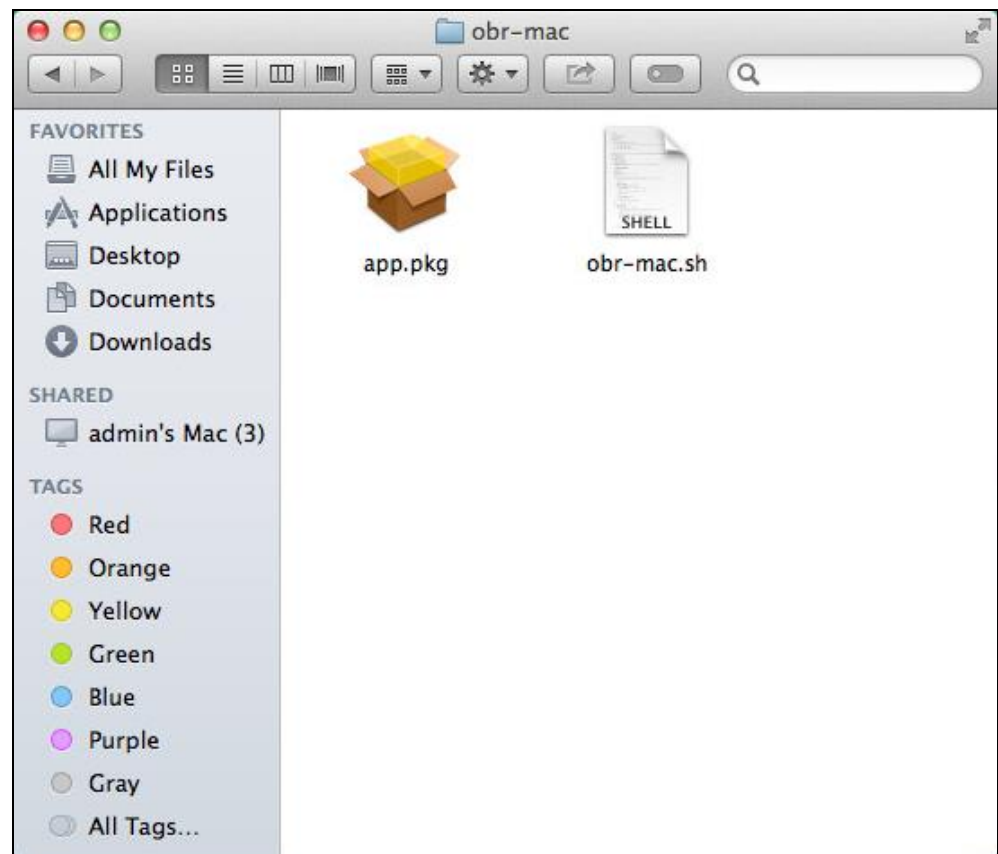 obr-mac
FAVORITES
All My Files
Applications
Desktop
Documents
Downloads
SHARED
admin's Mac (3)
TAGS
Red
Orange
Yellow
Green
Blue
Purple
Gray
All Tags...
SHELL
app.pkg
obr-mac.sh